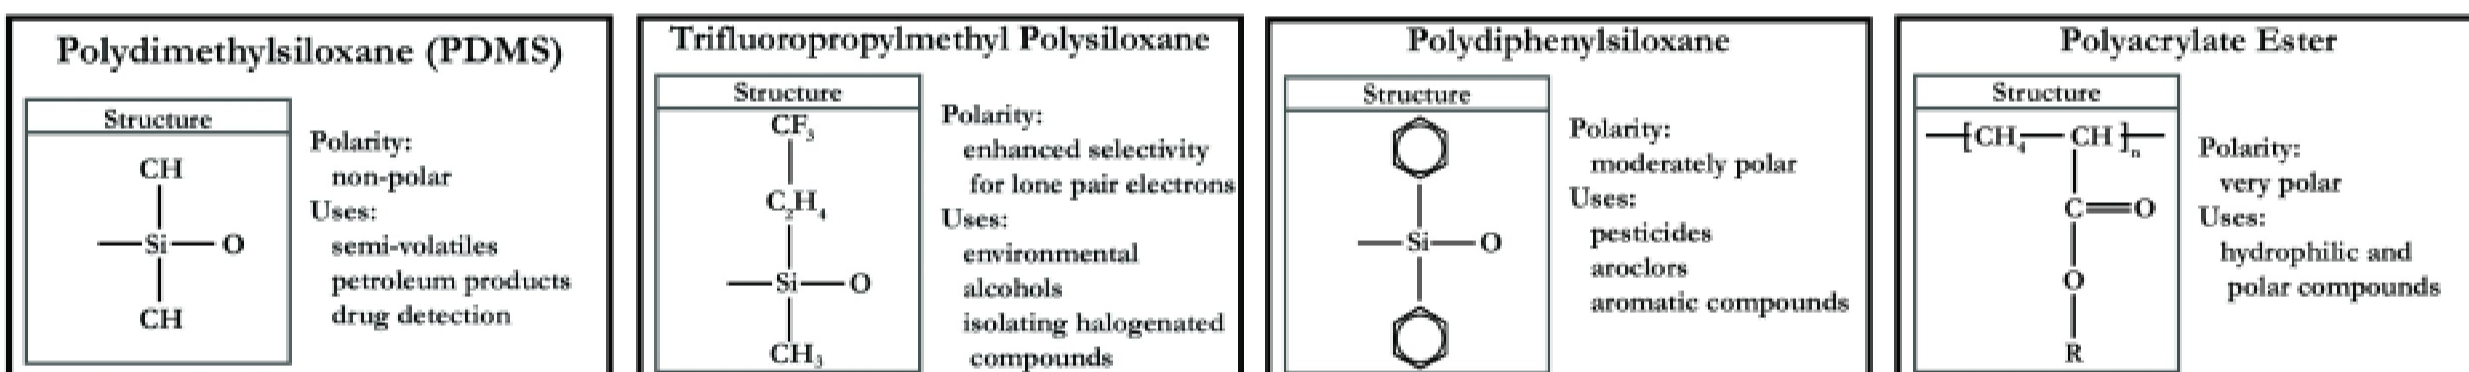 Polydimethylsiloxane (PDMS)
Structure
CH
Si
O
CH
Polarity:
non-polar
Uses:
semi-volatiles
petroleum products
drug detection
Trifluoropropylmethyl Polysiloxane
Structure
CF₃
C₂H₄
Si
O
CH₃
Polarity:
enhanced selectivity
for lone pair electrons
Uses:
environmental
alcohols
isolating halogenated
compounds
Polydiphenylsiloxane
Structure
Si
O
Polarity:
moderately polar
Uses:
pesticides
aroclors
aromatic compounds
Polyacrylate Ester
Structure
[CH₄ CH]ₙ
C=O
O
R
Polarity:
very polar
Uses:
hydrophilic and
polar compounds